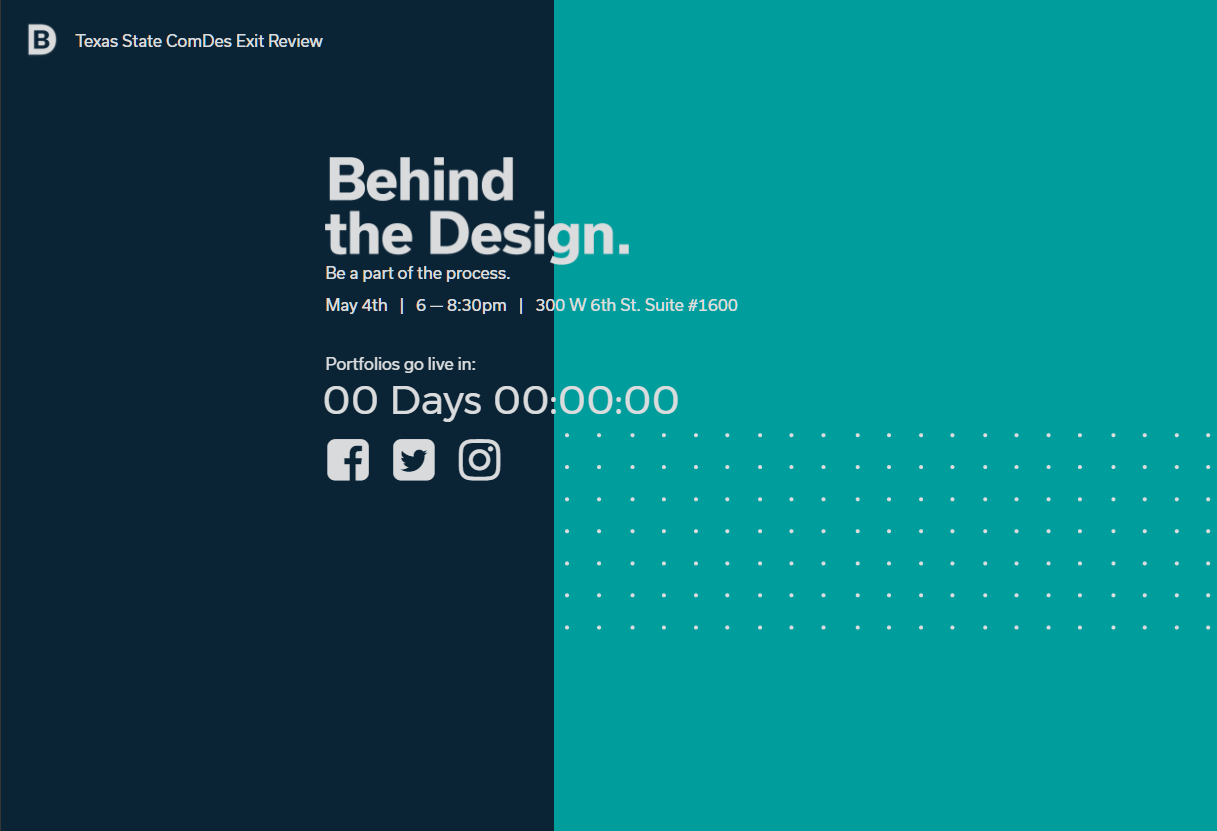 B
Texas State ComDes Exit Review
Behind
the Design.
Be a part of the process.
May 4th | 6 — 8:30pm | 300 W 6th St. Suite #1600
Portfolios go live in:
00 Days 00:00:00